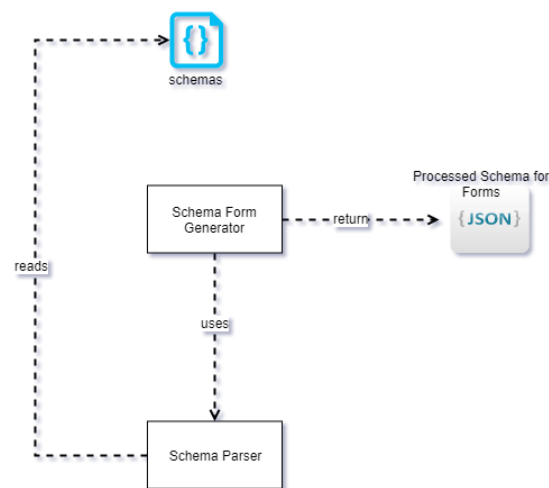 {}
schemas
Processed Schema for
Forms
{JSON}
Schema Form
Generator
return
reads
uses
Schema Parser